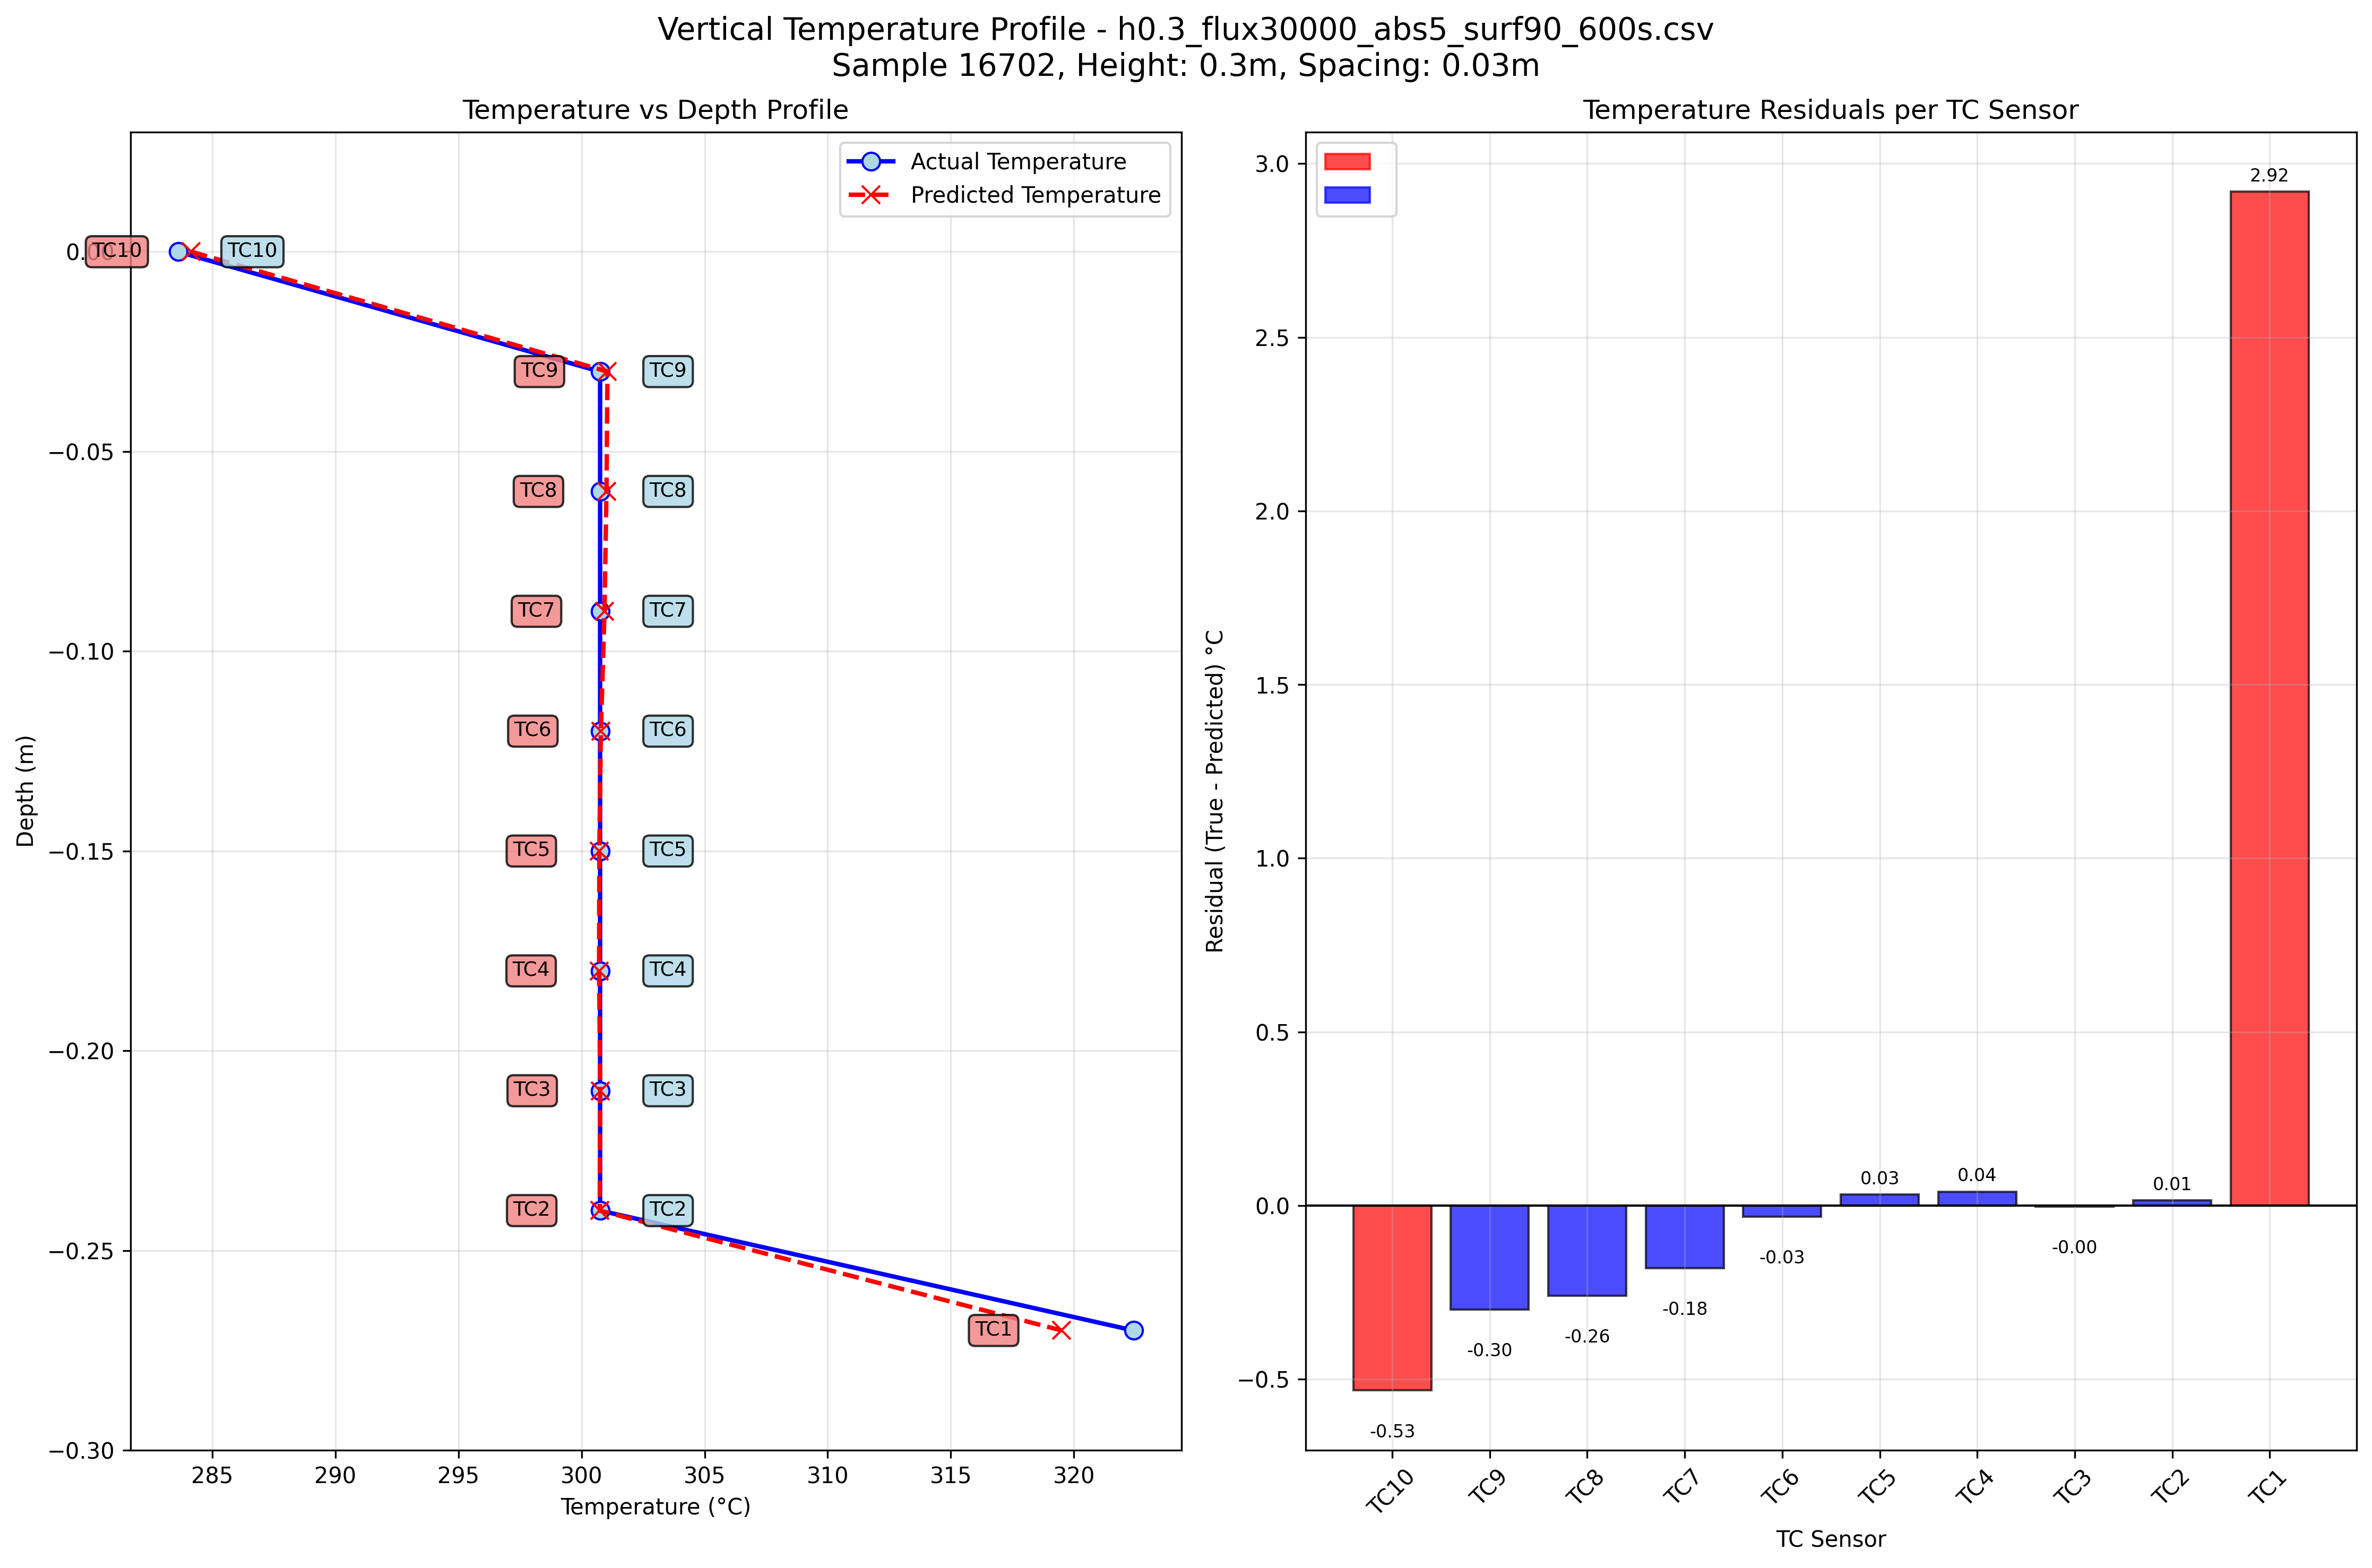 Vertical Temperature Profile - h0.3_flux30000_abs5_surf90_600s.csv
Sample 16702, Height: 0.3m, Spacing: 0.03m
Temperature vs Depth Profile
Actual Temperature
Predicted Temperature
Depth (m)
0.00
−0.05
−0.10
−0.15
−0.20
−0.25
−0.30
TC10
TC10
TC9
TC9
TC8
TC8
TC7
TC7
TC6
TC6
TC5
TC5
TC4
TC4
TC3
TC3
TC2
TC2
TC1
285
290
295
300
305
310
315
320
Temperature (°C)
Temperature Residuals per TC Sensor
Residual (True - Predicted) °C
3.0
2.5
2.0
1.5
1.0
0.5
0.0
−0.5
-0.53
-0.30
-0.26
-0.18
-0.03
0.03
0.04
-0.00
0.01
2.92
TC10
TC9
TC8
TC7
TC6
TC5
TC4
TC3
TC2
TC1
TC Sensor